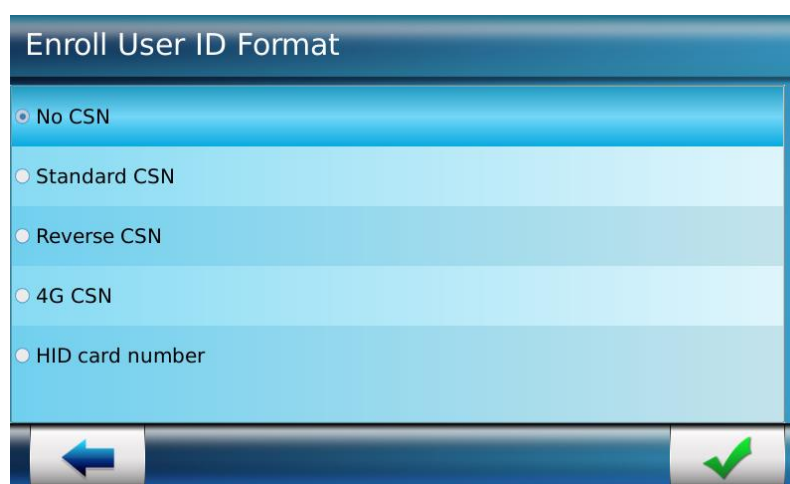 Enroll User ID Format
No CSN
Standard CSN
Reverse CSN
4G CSN
HID card number